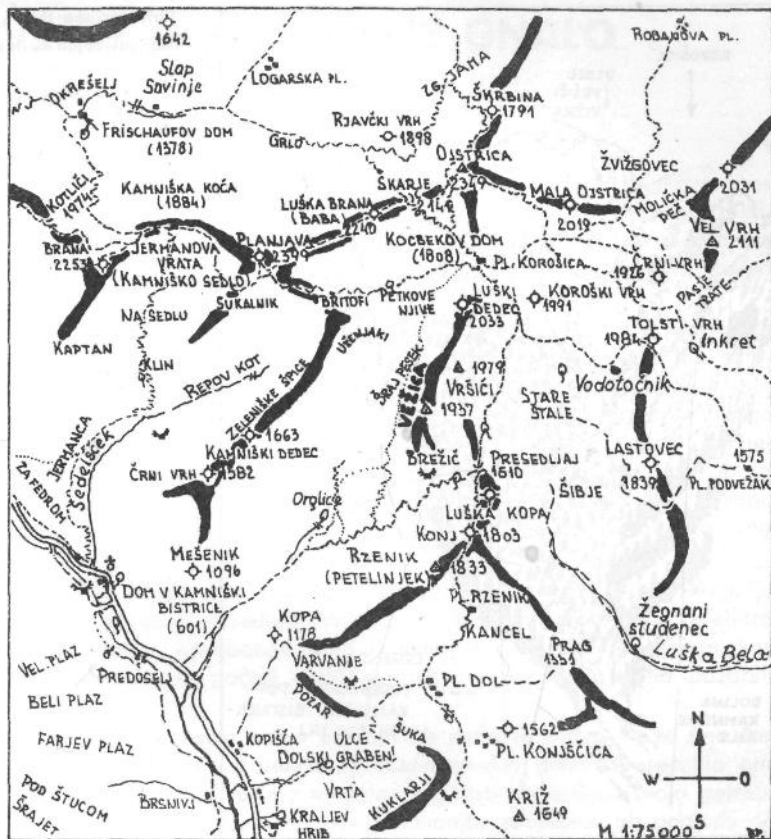 1642
ROBANOVA PL.
Slap
Savinje
LOGARSKA PL.
ZG. JAMA
OKREŠELJ
ŠKRBINA
1791
RJAVČKI VRH
1898
FRISCHAUFOV DOM
(1378)
GRLO
OJSTRICA
2349
ŽVIŽGOVEC
2031
KOTLIČI
1974
KAMNIŠKA KOČA
(1884)
ŠKARJE
2146
LUŠKA BRANA
(BABA)
2240
MALA OJSTRICA
2019
MOLIČKA
PEČ
VEL VRH
2111
BRANA
2253
JERMANOVA
VRATA
(KAMNIŠKO SEDLO)
PLANJAVA
2399
KOCBEKOV DOM
(1808)
PL. KOROŠICA
ČRNI VRH
1926
PASJE
TRATE
NA SEDLU
SUKALNIK
BRITOFI
PETKOVE
NJIVE
LUŠKI
DEDEC
2033
KOROŠKI VRH
1991
KAPTAN
TOLSTI VRH
1984
Inkret
KLIN
REPOV KOT
UŠENJAKI
1979
VRŠIČI
VEŽICA
1937
Vodotočnik
STARE
STALE
JERMANCA
Sedelšček
ZA FEDROM
ZELENIŠKE ŠPICE
1663
KAMNIŠKI DEDEC
BREŽIČ
PRESEDLJAJ
1610
LASTOVEC
1839
1575
PL. PODVEŽAK
ČRNI VRH
1582
Orglice
ŠIBJE
LUŠKA
KOPA
KONJ
1803
MEŠENIK
1096
RZENIK
(PETELINJEK)
1833
DOM V KAMNIŠKI
BISTRICI
(601)
PL. RZENIK
KOPA
1178
KANCEL
Žegnani
studenec
Luška Bela
VEL. PLAZ
PREDOSELJ
VARVANJE
PRAG
BELI PLAZ
POŽAR
PL. DOL
FARJEV PLAZ
KOPIŠČA
ULCE
DOLSKI GRABEN
SUKA
1562
PL. KONJŠČICA
N
W
O
S
POD ŠTUCOM
ŠRAJET
BRSNIVJ
VRTA
KUKLARJI
KRALJEV
HRIB
KRIŽ
1649
M 1:75000